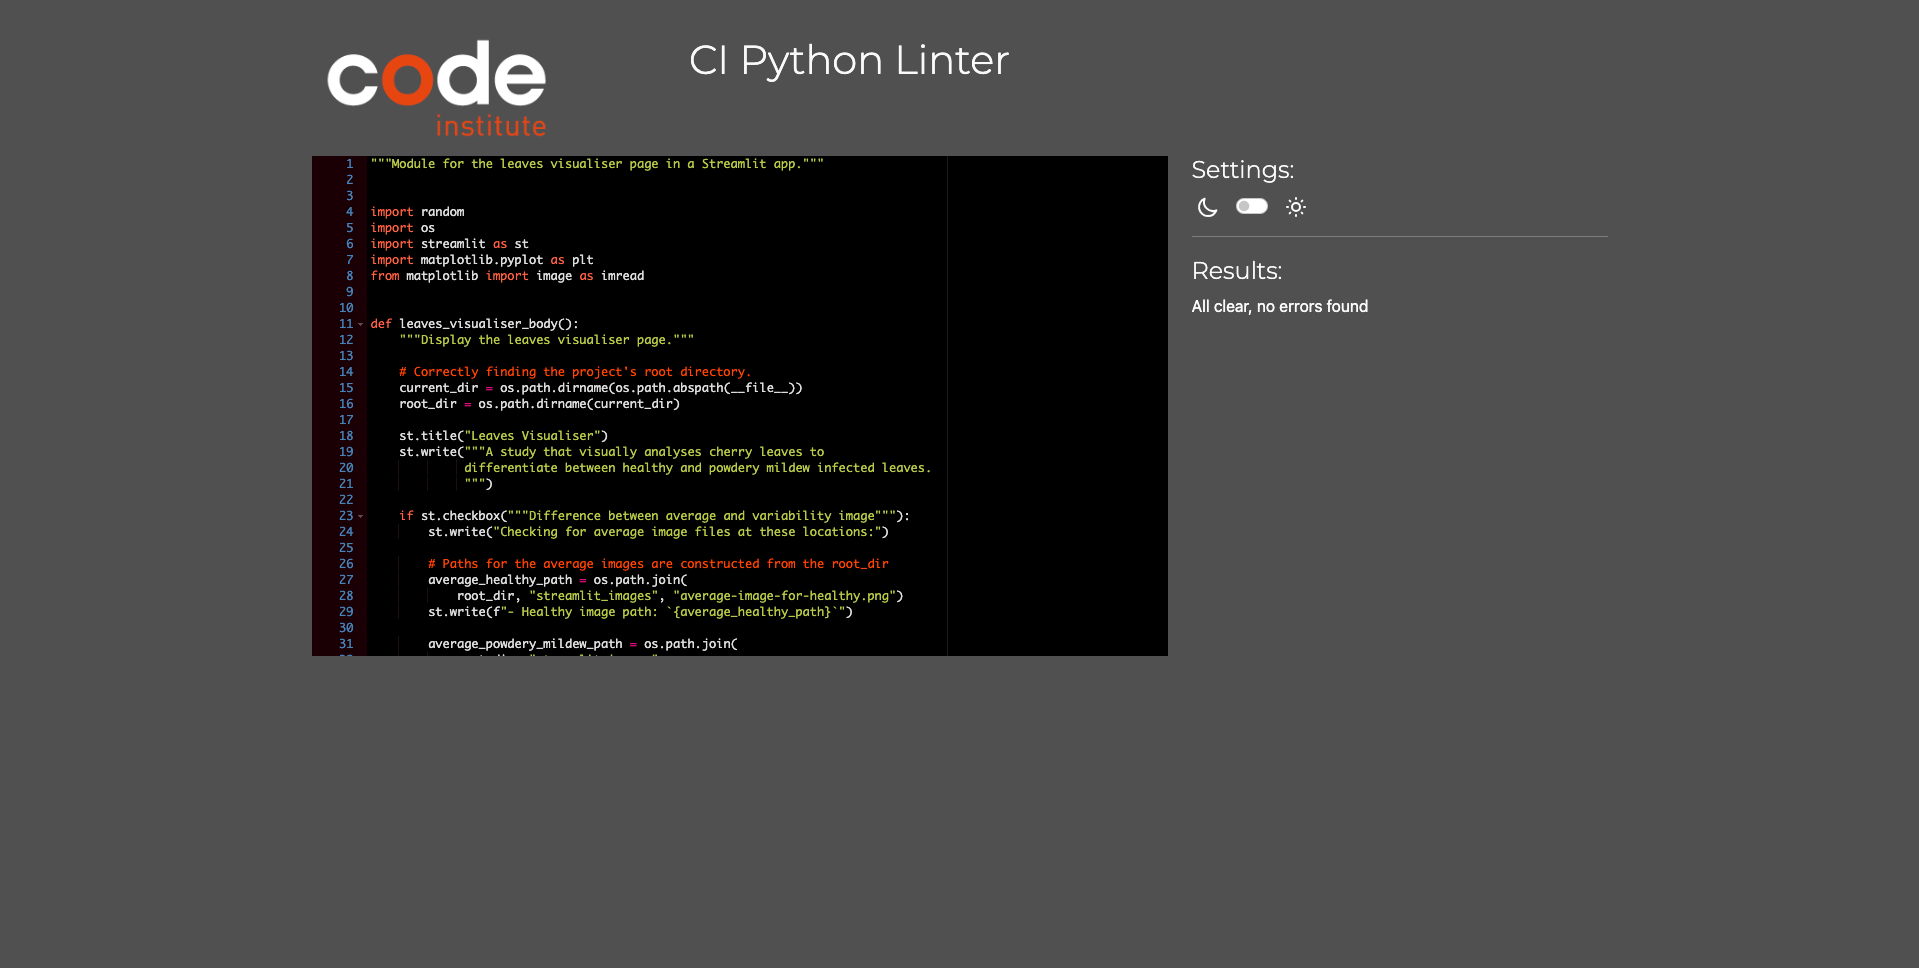 code
institute
CI Python Linter
1 """Module for the leaves visualiser page in a Streamlit app."""
2
3
4 import random
5 import os
6 import streamlit as st
7 import matplotlib.pyplot as plt
8 from matplotlib import image as imread
9
10
11 def leaves_visualiser_body():
12     """Display the leaves visualiser page."""
13
14     # Correctly finding the project's root directory.
15     current_dir = os.path.dirname(os.path.abspath(__file__))
16     root_dir = os.path.dirname(current_dir)
17
18     st.title("Leaves Visualiser")
19     st.write("""A study that visually analyses cherry leaves to
20              differentiate between healthy and powdery mildew infected leaves.
21              """)
22
23     if st.checkbox("""Difference between average and variability image"""):
24         st.write("Checking for average image files at these locations:")
25
26         # Paths for the average images are constructed from the root_dir
27         average_healthy_path = os.path.join(
28             root_dir, "streamlit_images", "average-image-for-healthy.png")
29         st.write(f"- Healthy image path: `{average_healthy_path}`")
30
31         average_powdery_mildew_path = os.path.join(
Settings:
Results:
All clear, no errors found